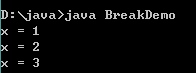 D:\java>java BreakDemo
x = 1
x = 2
x = 3